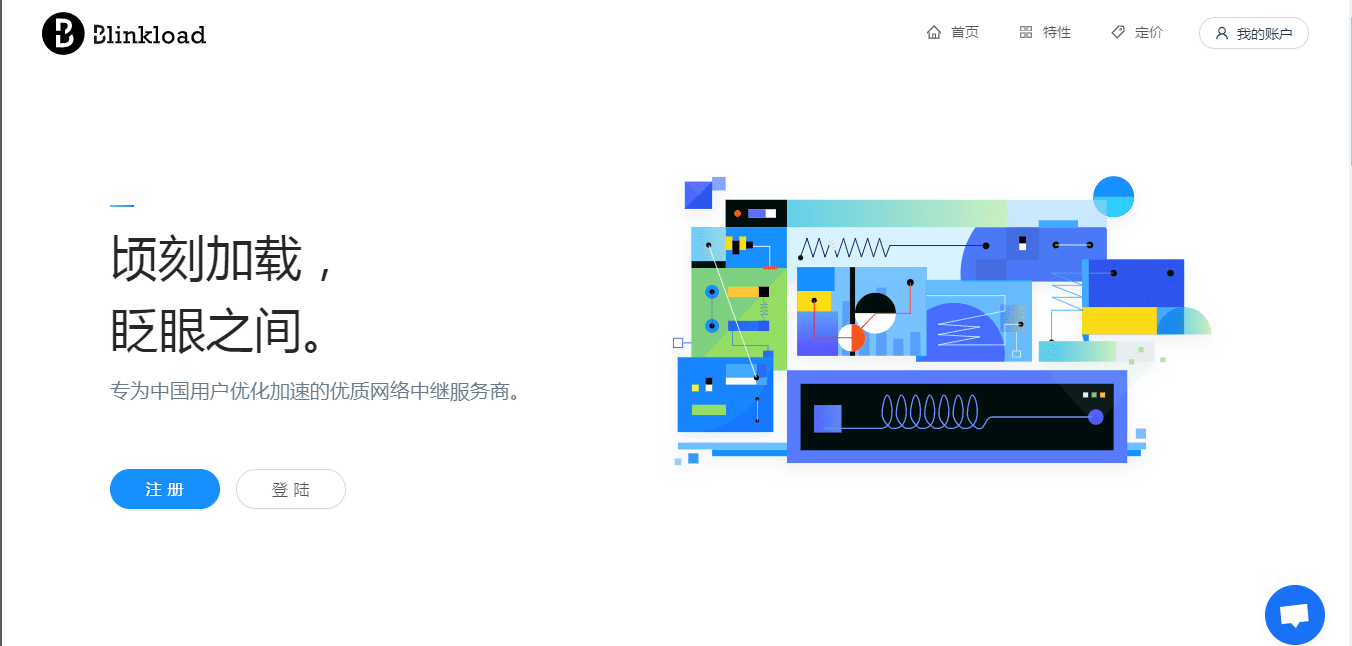 Blinkload
首页
特性
定价
我的账户
顷刻加载，
眨眼之间。
专为中国用户优化加速的优质网络中继服务商。
注 册
登 陆